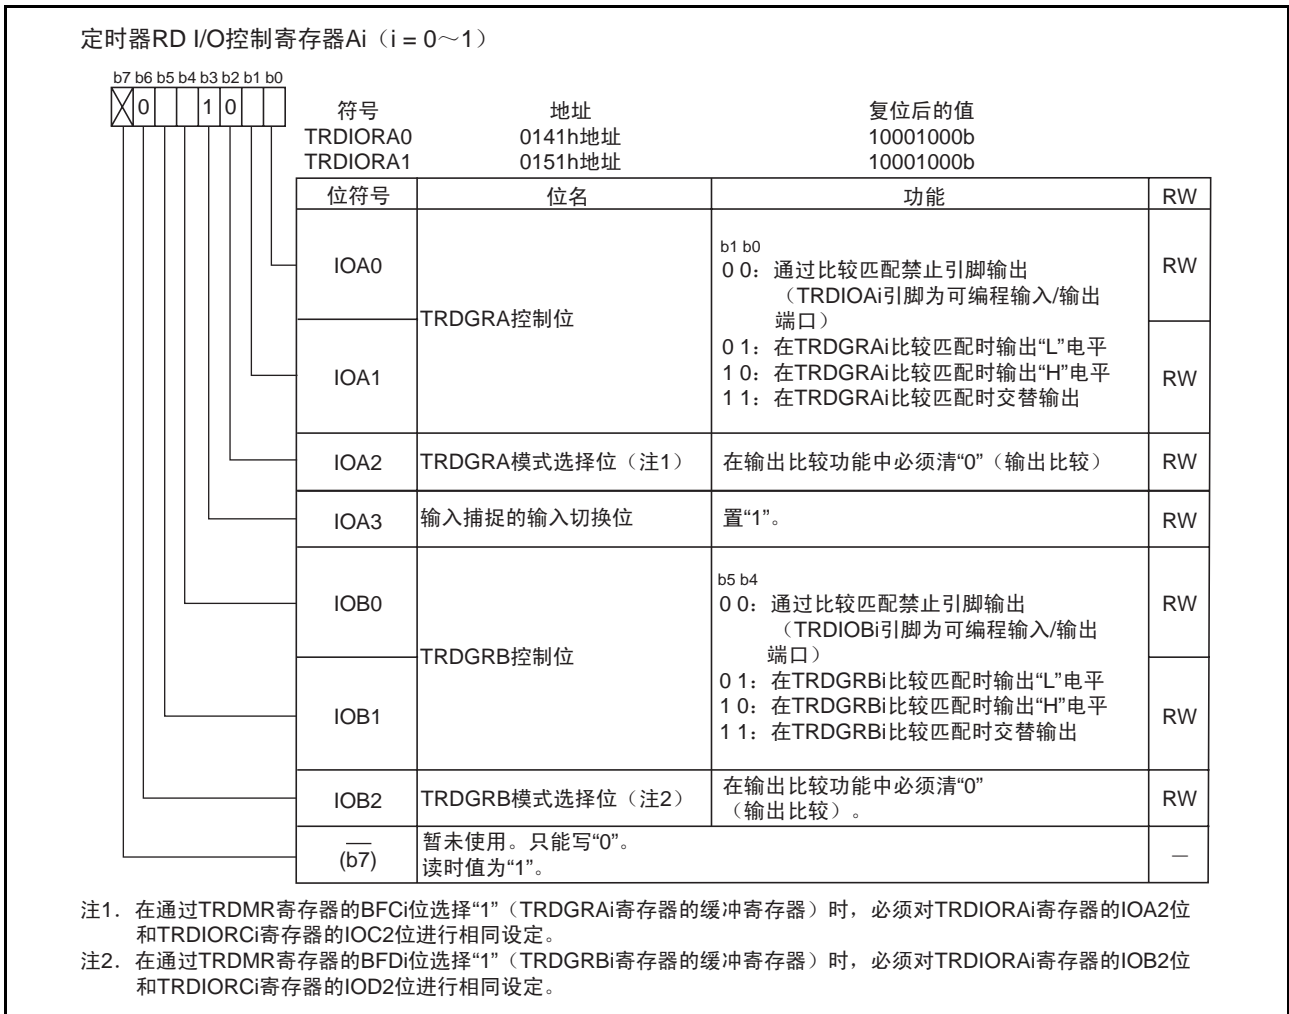 定时器RD I/O控制寄存器Ai（i = 0～1）
b7 b6 b5 b4 b3 b2 b1 b0
0 1 0
符号 地址 复位后的值
TRDIORA0 0141h地址 10001000b
TRDIORA1 0151h地址 10001000b
位符号 位名 功能 RW
IOA0
TRDGRA控制位
b1 b0
0 0：通过比较匹配禁止引脚输出
（TRDIOAi引脚为可编程输入/输出
端口）
RW
IOA1
0 1：在TRDGRAi比较匹配时输出“L”电平
1 0：在TRDGRAi比较匹配时输出“H”电平
1 1：在TRDGRAi比较匹配时交替输出
RW
IOA2 TRDGRA模式选择位（注1） 在输出比较功能中必须清“0”（输出比较） RW
IOA3 输入捕捉的输入切换位 置“1”。 RW
IOB0
TRDGRB控制位
b5 b4
0 0：通过比较匹配禁止引脚输出
（TRDIOBi引脚为可编程输入/输出
端口）
RW
IOB1
0 1：在TRDGRBi比较匹配时输出“L”电平
1 0：在TRDGRBi比较匹配时输出“H”电平
1 1：在TRDGRBi比较匹配时交替输出
RW
IOB2 TRDGRB模式选择位（注2）
在输出比较功能中必须清“0”
（输出比较）。
RW
—
(b7)
暂未使用。只能写“0”。
读时值为“1”。
—
注1．在通过TRDMR寄存器的BFCi位选择“1”（TRDGRAi寄存器的缓冲寄存器）时，必须对TRDIORAi寄存器的IOA2位
和TRDIORCi寄存器的IOC2位进行相同设定。
注2．在通过TRDMR寄存器的BFDi位选择“1”（TRDGRBi寄存器的缓冲寄存器）时，必须对TRDIORAi寄存器的IOB2位
和TRDIORCi寄存器的IOD2位进行相同设定。